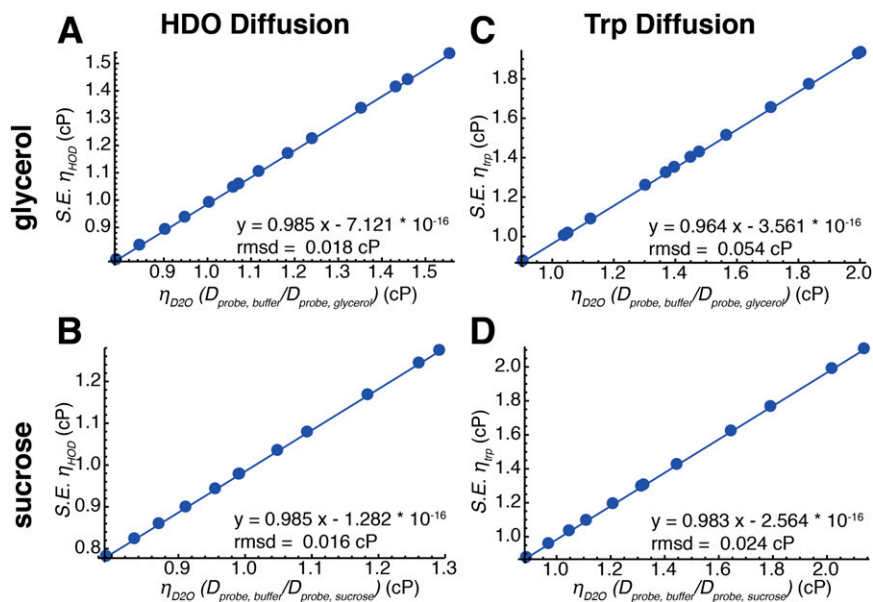 HDO Diffusion
Trp Diffusion
glycerol
sucrose
A
S.E. η_HOD (cP)
1.5
1.4
1.3
1.2
1.1
1.0
0.9
y = 0.985 x - 7.121 * 10^-16
rmsd = 0.018 cP
0.9 1.0 1.1 1.2 1.3 1.4 1.5
η_D2O (D_probe, buffer/D_probe, glycerol) (cP)
C
S.E. η_trp (cP)
1.8
1.6
1.4
1.2
1.0
y = 0.964 x - 3.561 * 10^-16
rmsd = 0.054 cP
1.0 1.2 1.4 1.6 1.8 2.0
η_D2O (D_probe, buffer/D_probe, glycerol) (cP)
B
S.E. η_HOD (cP)
1.2
1.1
1.0
0.9
0.8
y = 0.985 x - 1.282 * 10^-16
rmsd = 0.016 cP
0.9 1.0 1.1 1.2 1.3
η_D2O (D_probe, buffer/D_probe, sucrose) (cP)
D
S.E. η_trp (cP)
2.0
1.8
1.6
1.4
1.2
1.0
y = 0.983 x - 2.564 * 10^-16
rmsd = 0.024 cP
1.0 1.2 1.4 1.6 1.8 2.0
η_D2O (D_probe, buffer/D_probe, sucrose) (cP)